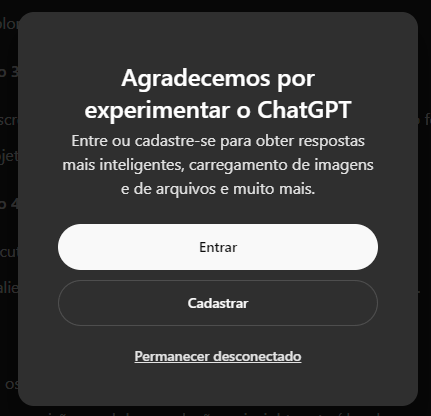 Agradecemos por
experimentar o ChatGPT
Entre ou cadastre-se para obter respostas
mais inteligentes, carregamento de imagens
e de arquivos e muito mais.
Entrar
Cadastrar
Permanecer desconectado